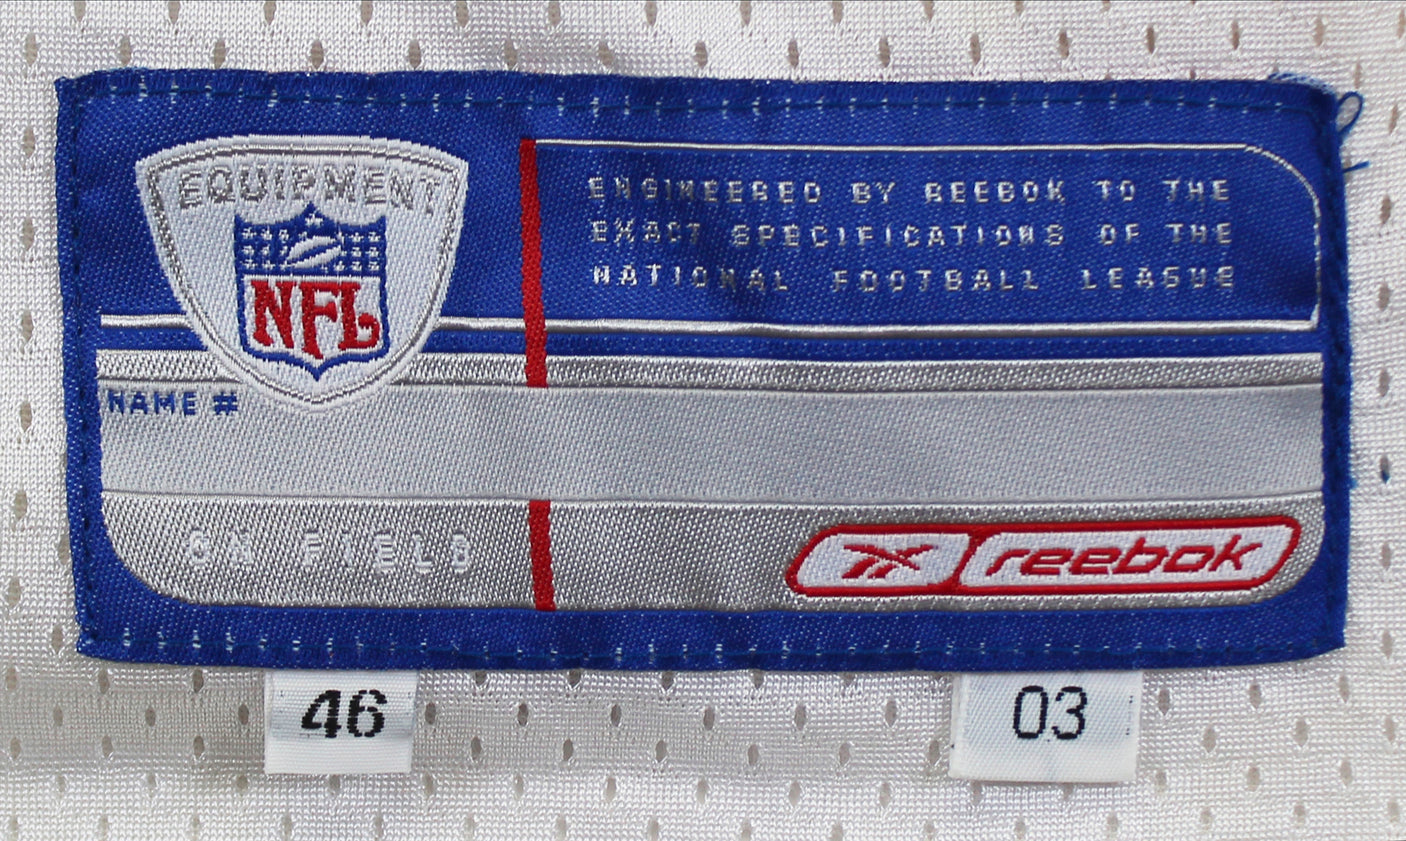 EQUIPMENT
NFL
ENGINEERED BY REEBOK TO THE
EXACT SPECIFICATIONS OF THE
NATIONAL FOOTBALL LEAGUE
NAME #
ON FIELD
reebok
46
03